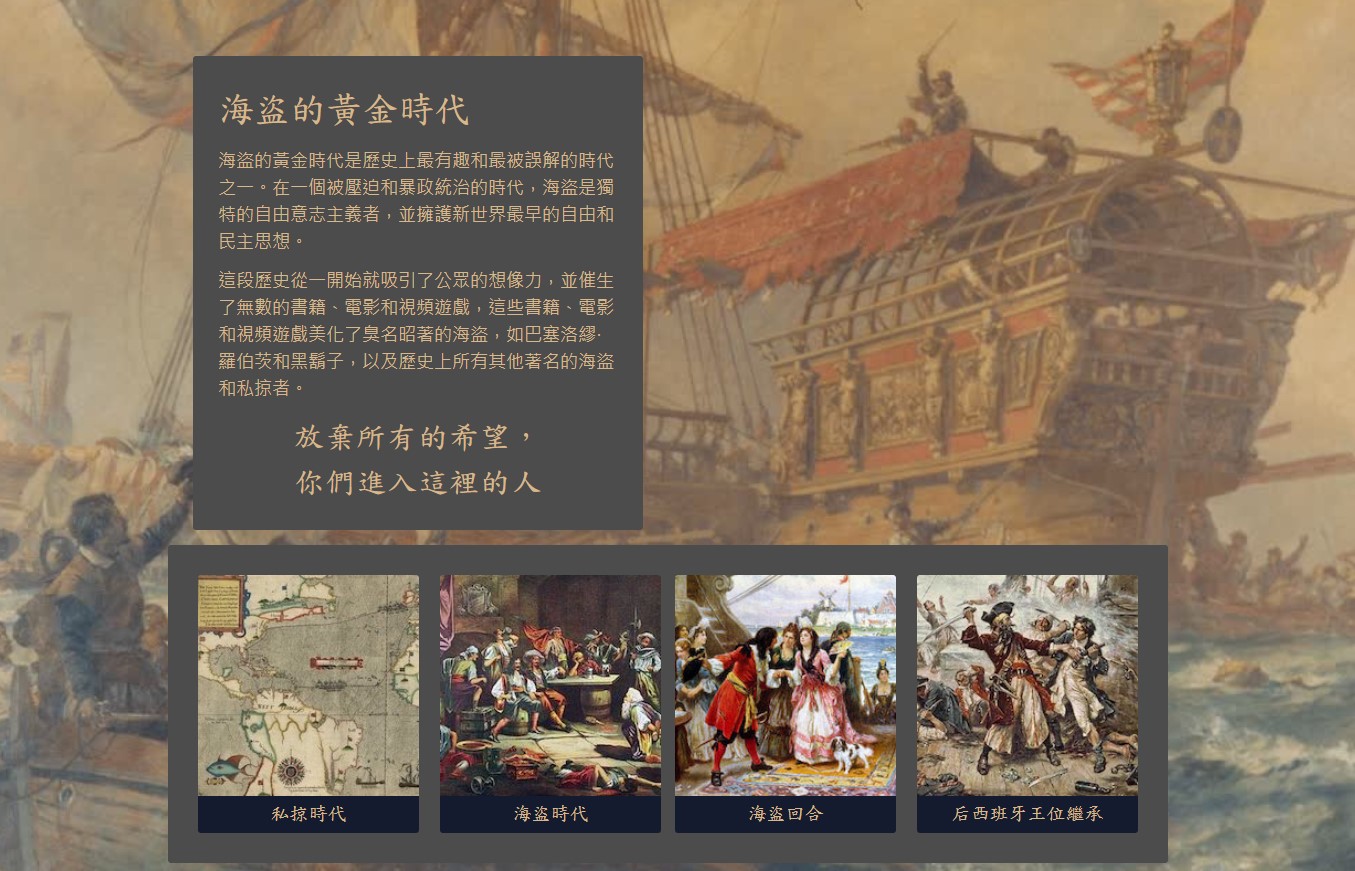 海盜的黃金時代
海盜的黃金時代是歷史上最有趣和最被誤解的時代
之一。在一個被壓迫和暴政統治的時代，海盜是獨
特的自由意志主義者，並擁護新世界最早的自由和
民主思想。
這段歷史從一開始就吸引了公眾的想像力，並催生
了無數的書籍、電影和視頻遊戲，這些書籍、電影
和視頻遊戲美化了臭名昭著的海盜，如巴塞洛繆·
羅伯茨和黑鬍子，以及歷史上所有其他著名的海盜
和私掠者。
放棄所有的希望，
你們進入這裡的人
私掠時代
海盜時代
海盜回合
后西班牙王位繼承